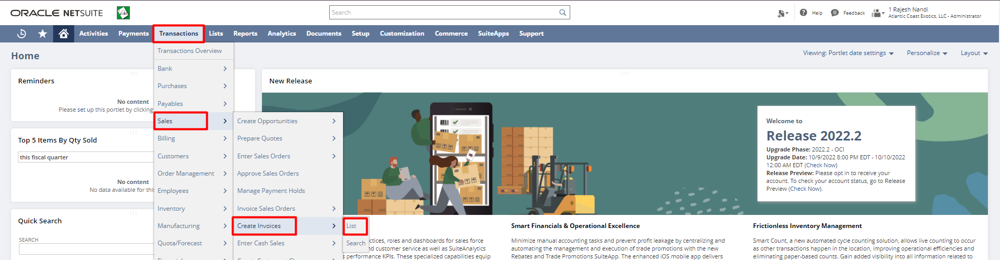 ORACLE NETSUITE
Search
Help
Feedback
1 Rajesh Nandi
Atlantic Coast Exotics, LLC - Administrator
Activities
Payments
Transactions
Lists
Reports
Analytics
Documents
Setup
Customization
Commerce
SuiteApps
Support
Home
Viewing: Portlet date settings
Personalize
Layout
Transactions Overview
Bank
Purchases
Payables
Sales
Billing
Customers
Order Management
Employees
Inventory
Manufacturing
Quota/Forecast
Create Opportunities
Prepare Quotes
Enter Sales Orders
Approve Sales Orders
Manage Payment Holds
Invoice Sales Orders
Create Invoices
Enter Cash Sales
List
Search
Reminders
No content
Please set up this portlet by clicking
Top 5 Items By Qty Sold
this fiscal quarter
No content
No data available for
Quick Search
SEARCH
New Release
Welcome to
Release 2022.2
Upgrade Phase: 2022.2 - OCI
Upgrade Date: 10/9/2022 8:00 PM EDT - 10/10/2022
12:00 AM EDT (Check Now)
Release Preview: Please opt in to receive your
account. To check your account status, go to Release
Preview (Check Now).
roles and dashboards for sales force
and customer service as well as SuiteAnalytics
performance KPIs. These specialized capabilities equip
Smart Financials & Operational Excellence
Minimize manual accounting tasks and prevent profit leakage by centralizing and
automating the management and execution of trade promotions with the new
Rebates and Trade Promotions SuiteApp. The enhanced iOS mobile app delivers
Frictionless Inventory Management
Smart Count, a new automated cycle counting solution, allows live counting to occur
as other transactions happen in the location, improving operational efficiencies and
eliminating paper-based counts. Gain added visibility into all information related to